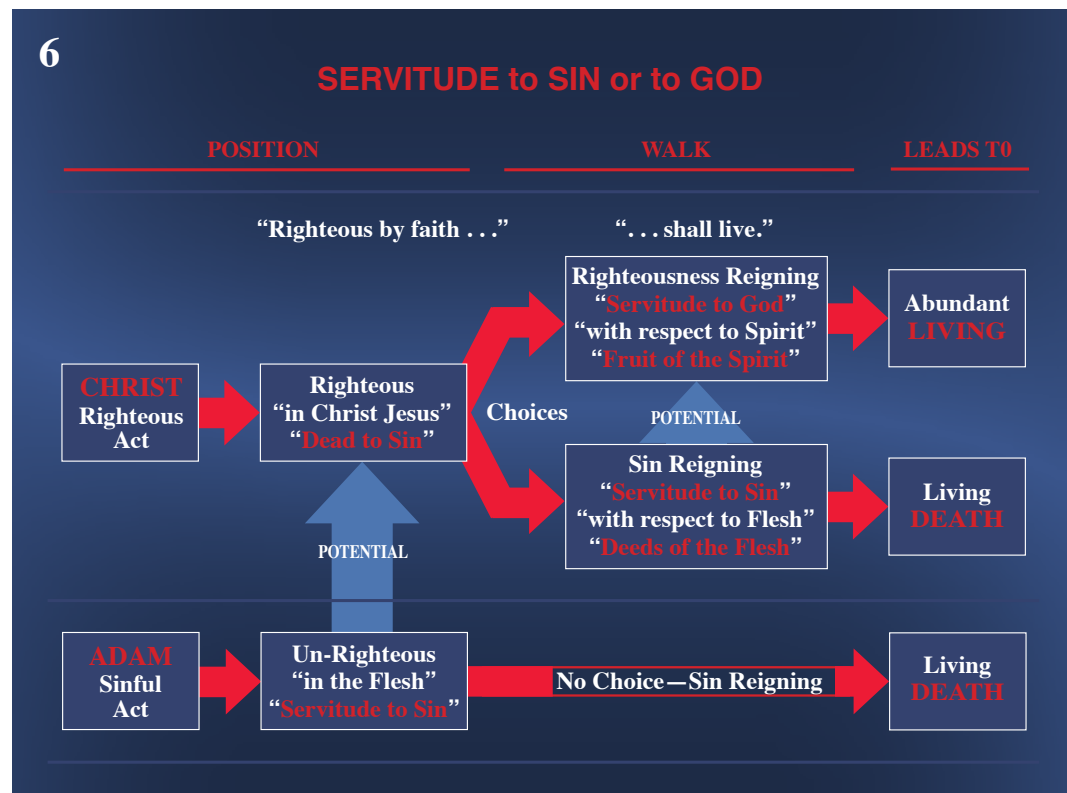 6
SERVITUDE to SIN or to GOD
POSITION
WALK
LEADS T0
“Righteous by faith . . .”
“. . . shall live.”
Righteousness Reigning
“Servitude to God”
“with respect to Spirit”
“Fruit of the Spirit”
Abundant
LIVING
CHRIST
Righteous
Act
Righteous
“in Christ Jesus”
“Dead to Sin”
Choices
POTENTIAL
Sin Reigning
“Servitude to Sin”
“with respect to Flesh”
“Deeds of the Flesh”
Living
DEATH
POTENTIAL
ADAM
Sinful
Act
Un-Righteous
“in the Flesh”
“Servitude to Sin”
No Choice—Sin Reigning
Living
DEATH